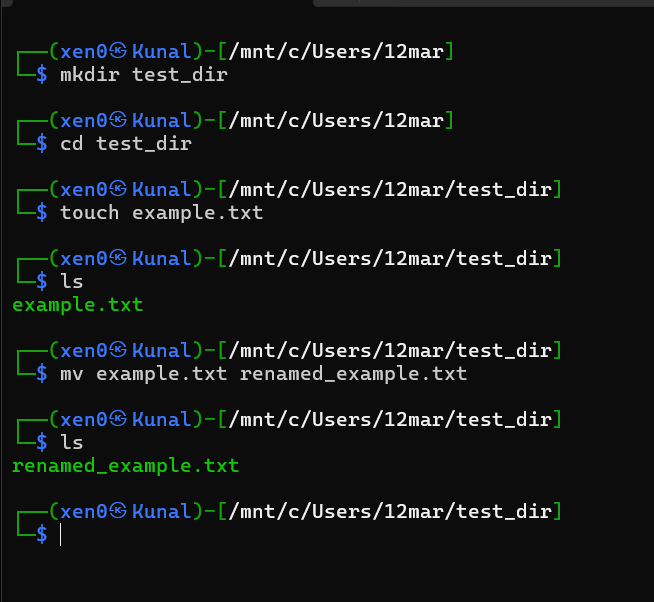 ┌──(xen0㉿Kunal)-[/mnt/c/Users/12mar]
└─$ mkdir test_dir
┌──(xen0㉿Kunal)-[/mnt/c/Users/12mar]
└─$ cd test_dir
┌──(xen0㉿Kunal)-[/mnt/c/Users/12mar/test_dir]
└─$ touch example.txt
┌──(xen0㉿Kunal)-[/mnt/c/Users/12mar/test_dir]
└─$ ls
example.txt
┌──(xen0㉿Kunal)-[/mnt/c/Users/12mar/test_dir]
└─$ mv example.txt renamed_example.txt
┌──(xen0㉿Kunal)-[/mnt/c/Users/12mar/test_dir]
└─$ ls
renamed_example.txt
┌──(xen0㉿Kunal)-[/mnt/c/Users/12mar/test_dir]
└─$